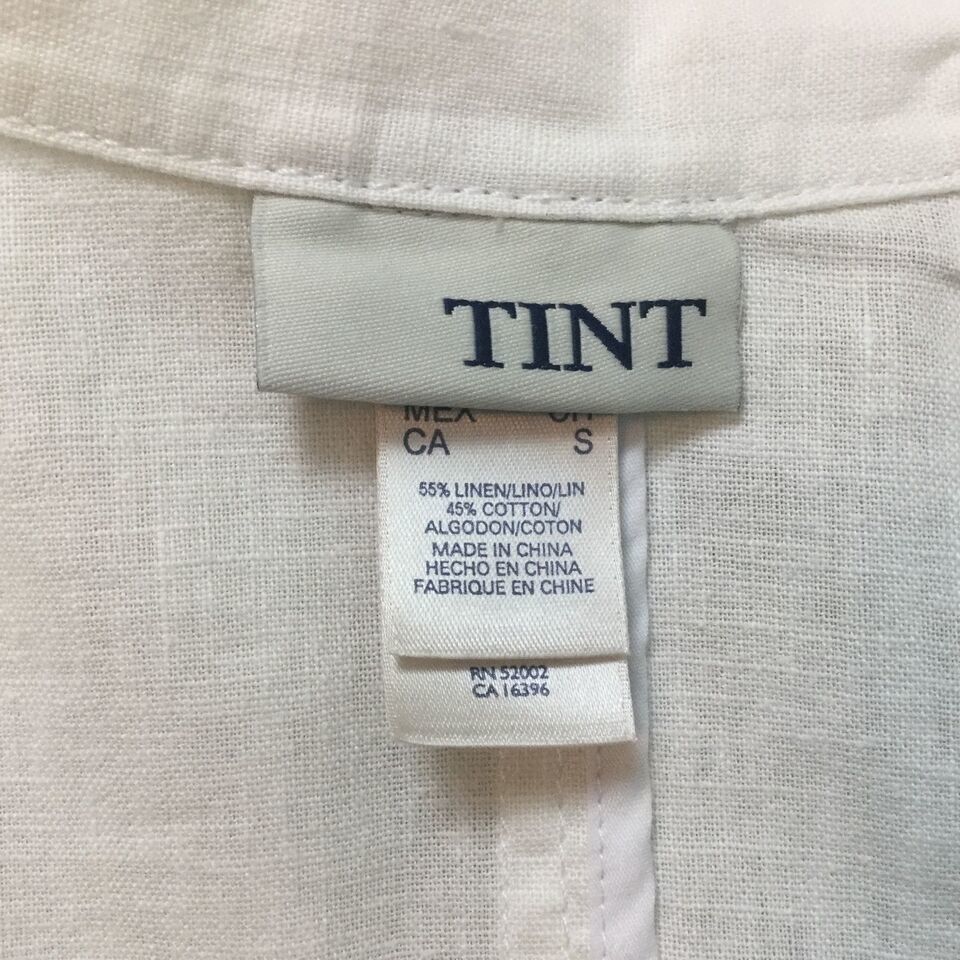 TINT
MEX
CA S
55% LINEN/LINO/LIN
45% COTTON/
ALGODON/COTON
MADE IN CHINA
HECHO EN CHINA
FABRIQUE EN CHINE
RN 52002
CA 16396